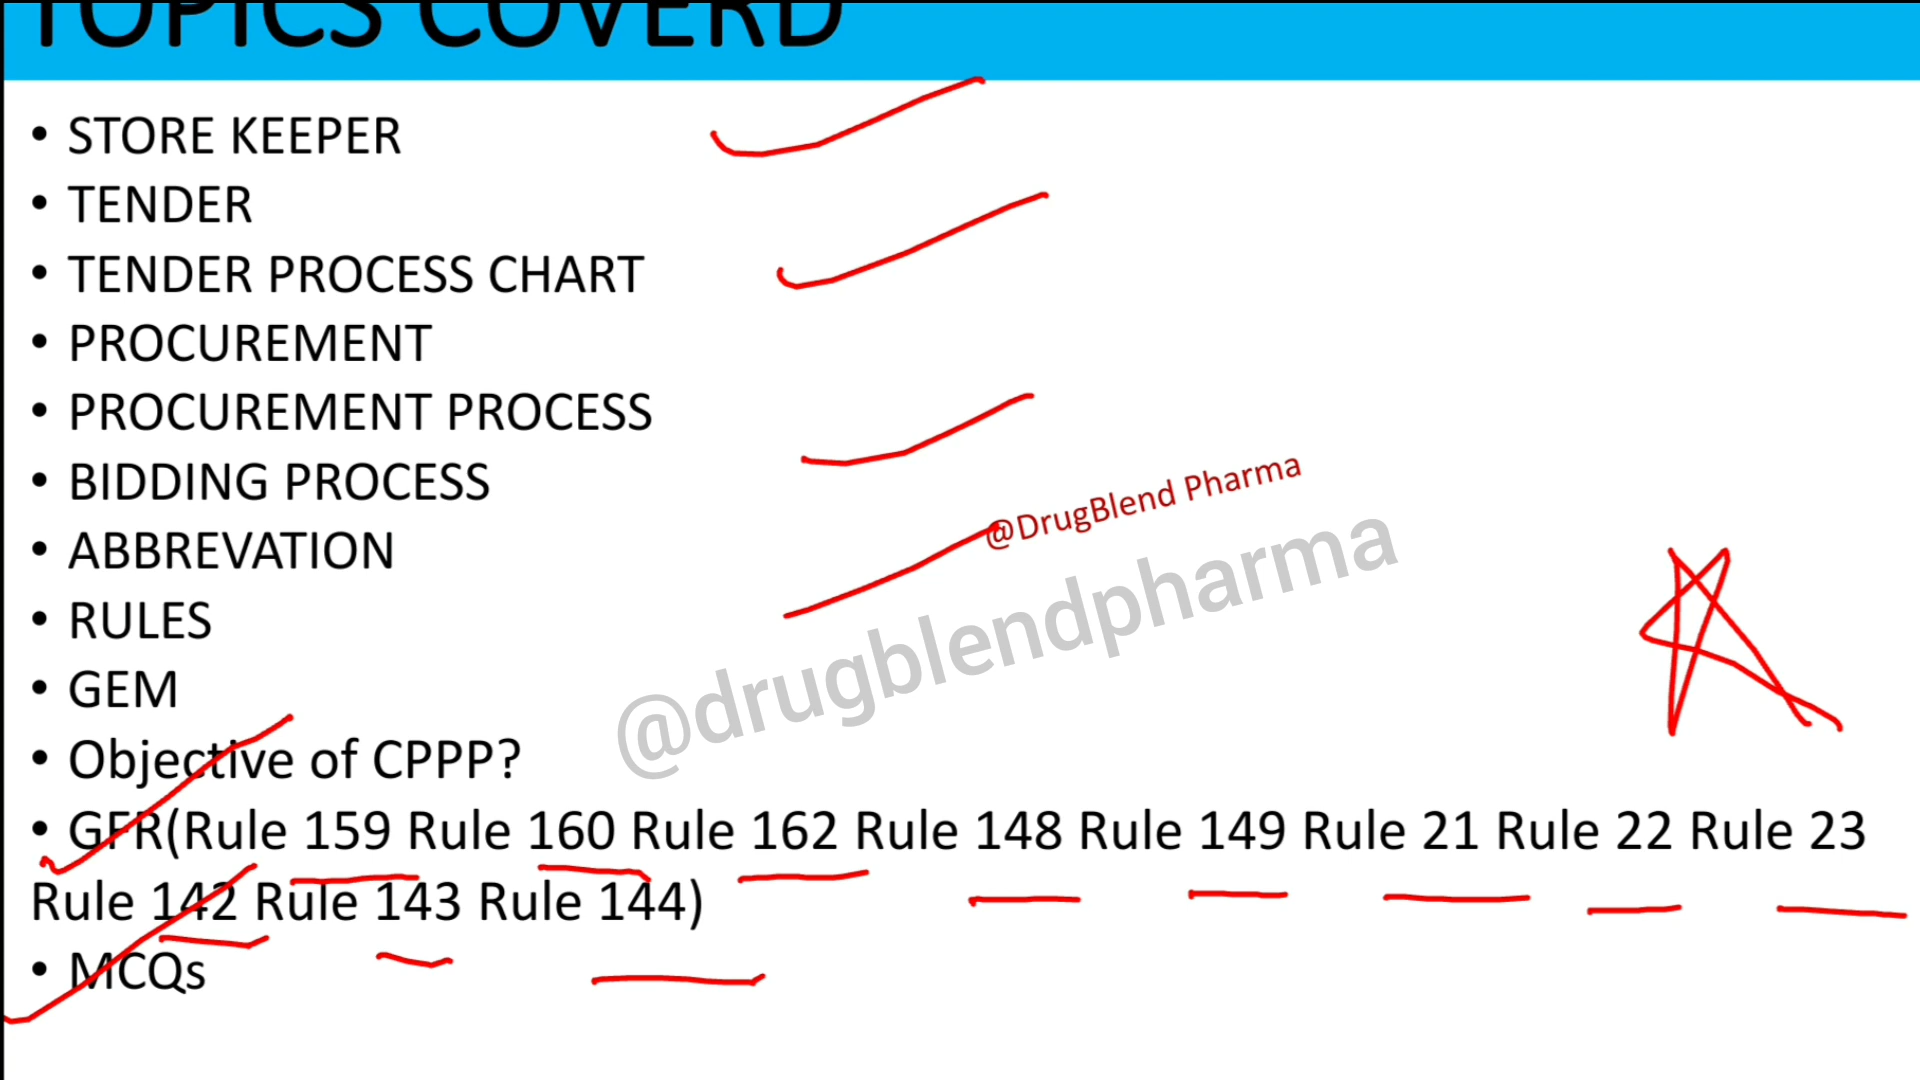 TOPICS COVERD
• STORE KEEPER
• TENDER
• TENDER PROCESS CHART
• PROCUREMENT
• PROCUREMENT PROCESS
• BIDDING PROCESS
@DrugBlend Pharma
• ABBREVATION
@drugblendpharma
• RULES
• GEM
• Objective of CPPP?
• GFR(Rule 159 Rule 160 Rule 162 Rule 148 Rule 149 Rule 21 Rule 22 Rule 23
Rule 142 Rule 143 Rule 144)
• MCQs